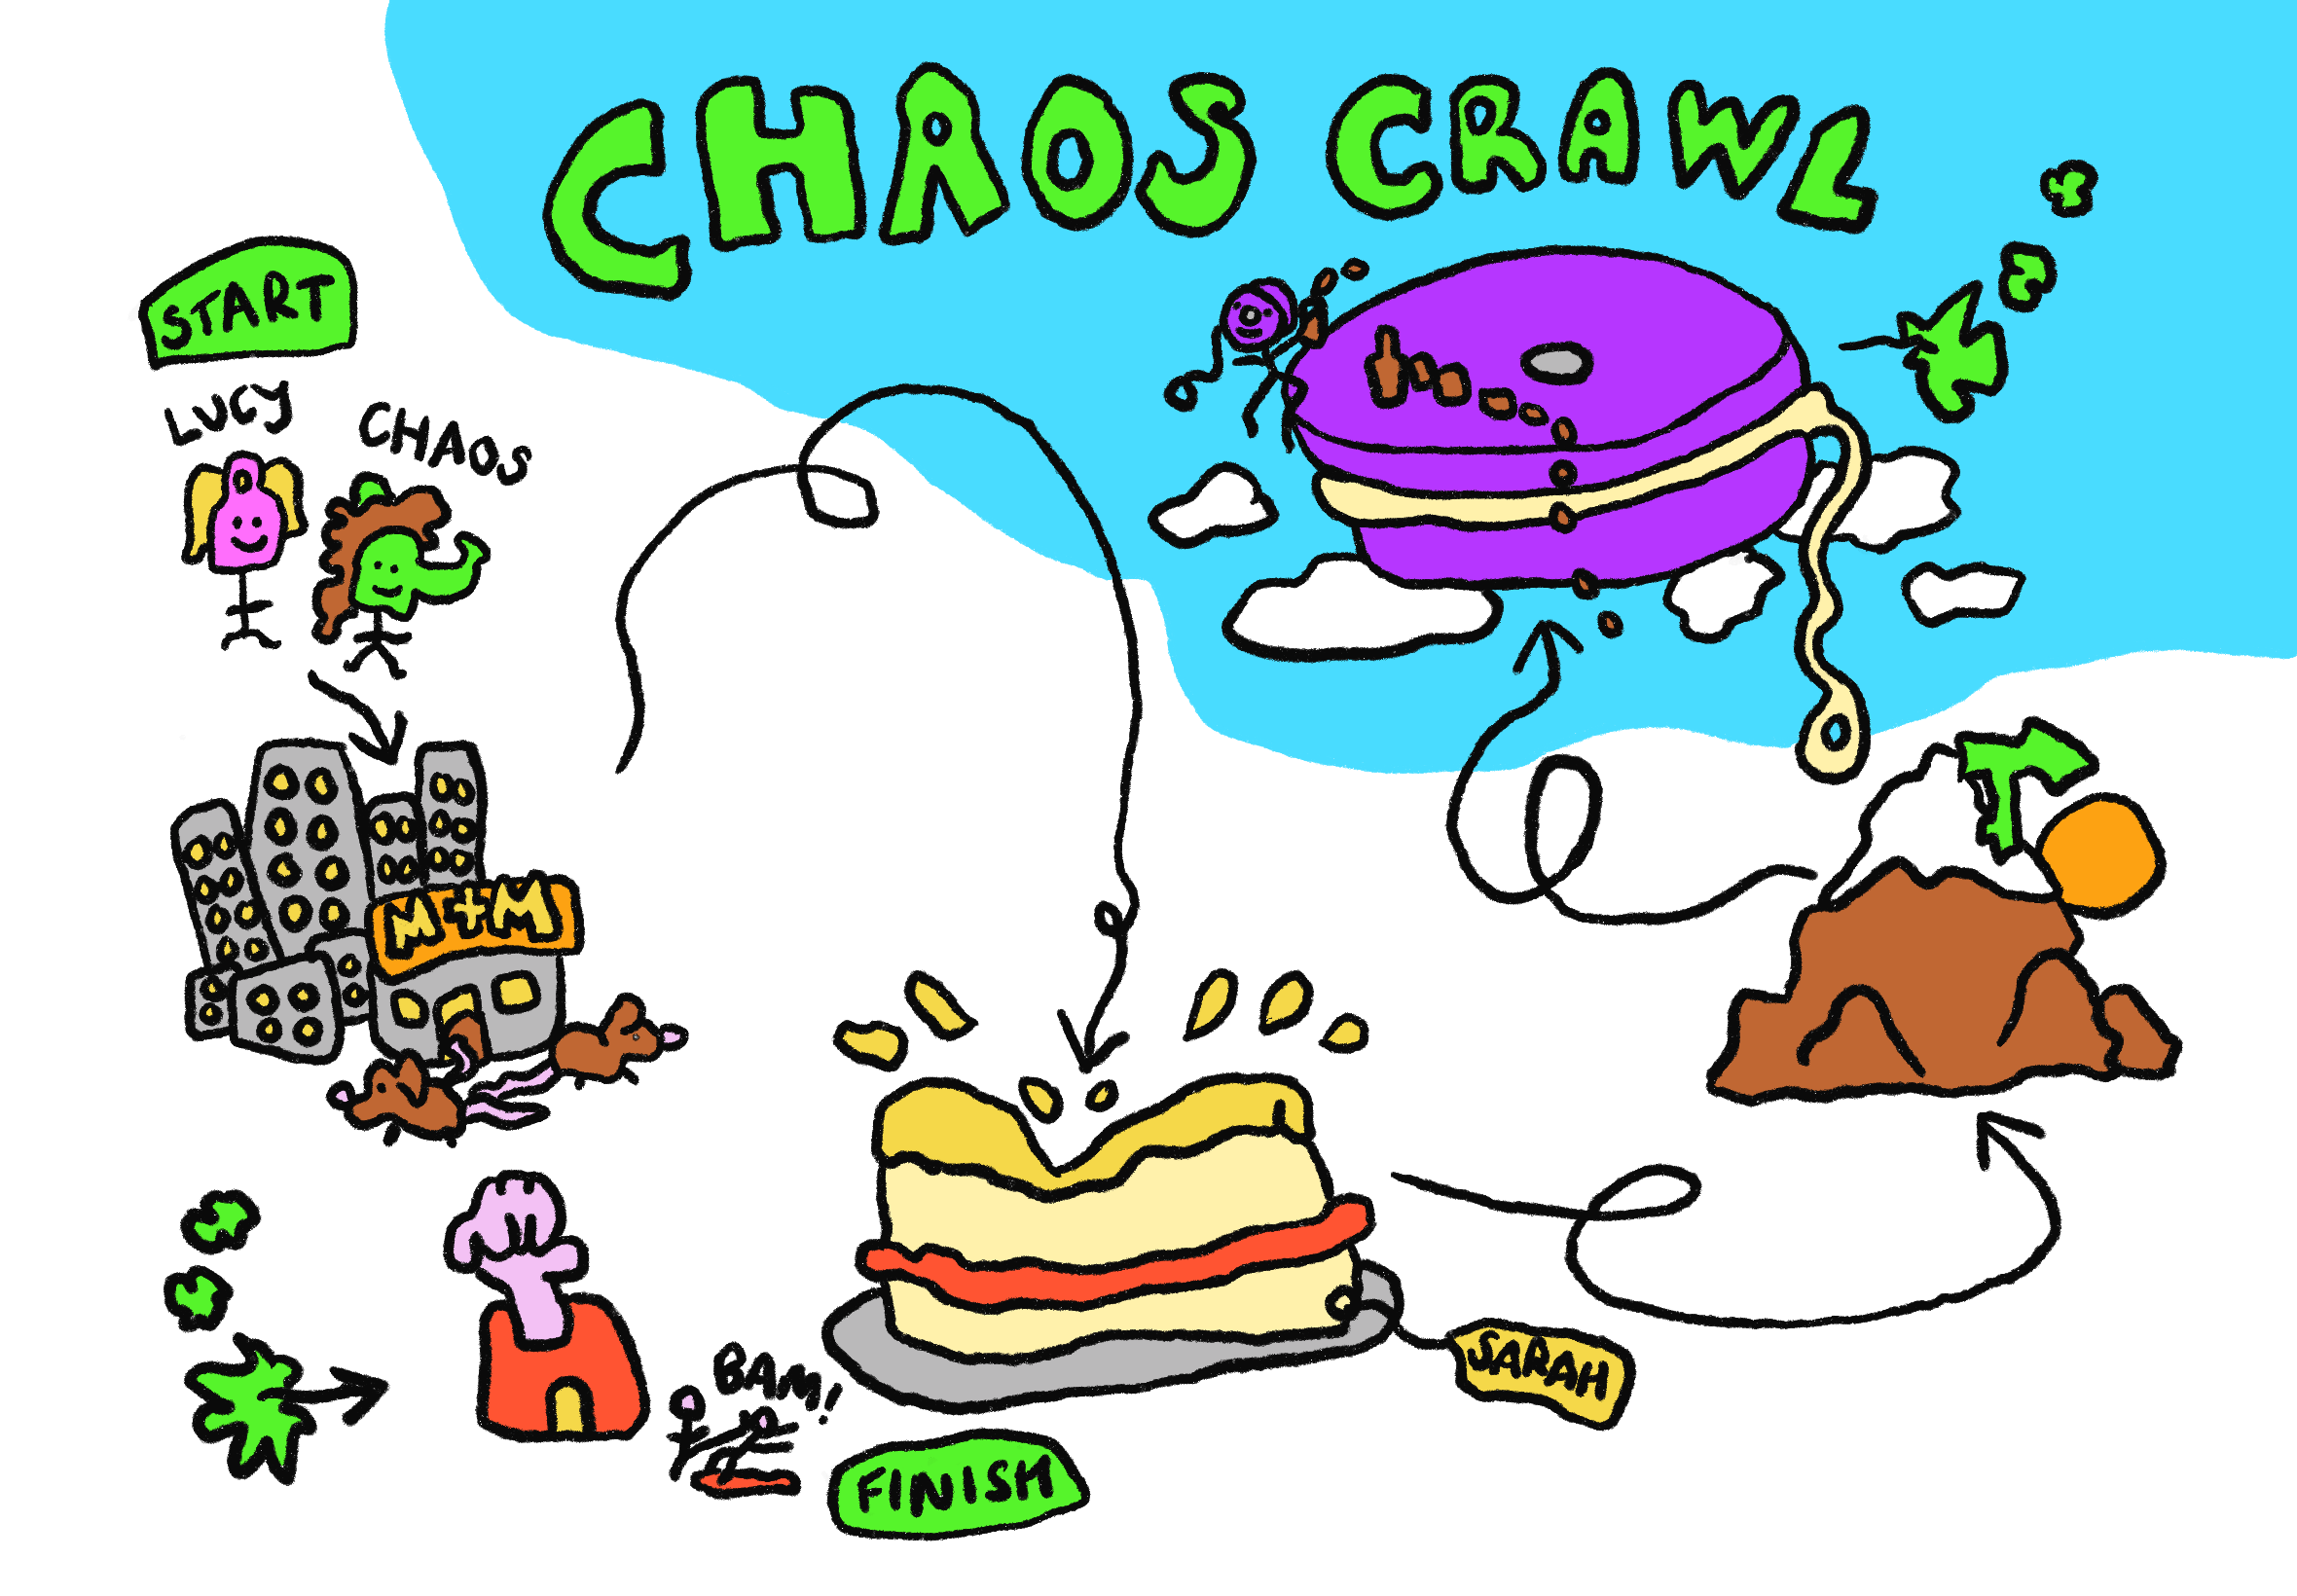 CHAOS CRAWL
START
LUCY
CHAOS
M+M
SARAH
BAM!
FINISH